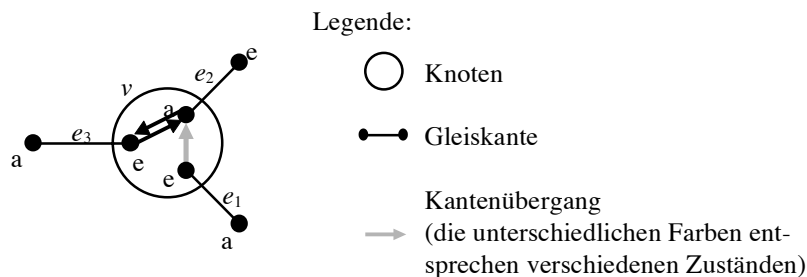 Legende:
e
e2
v
a
Knoten
e3
a
e
Gleiskante
e
e1
a
Kantenübergang
(die unterschiedlichen Farben ent-
sprechen verschiedenen Zuständen)